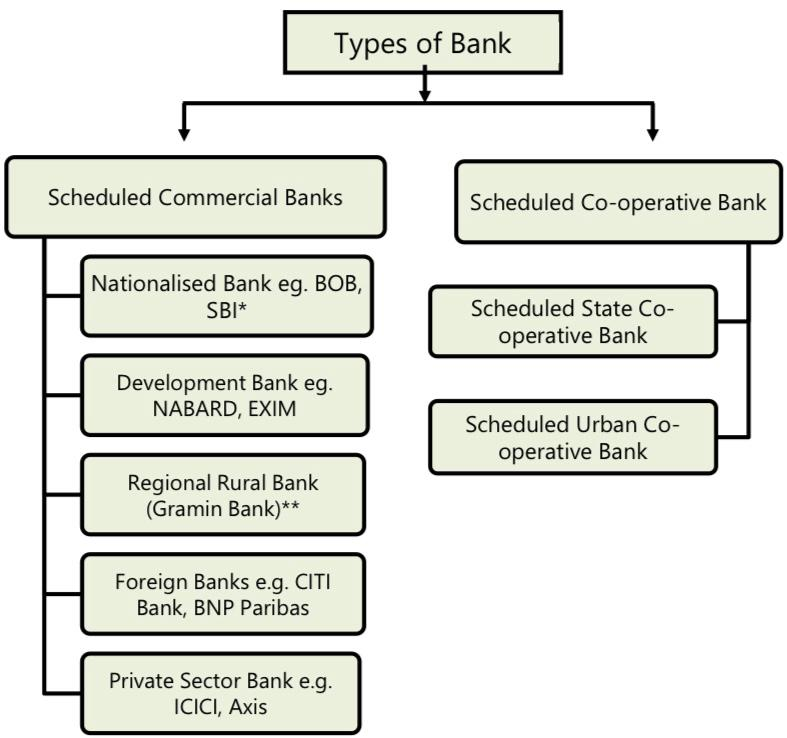 Types of Bank
Scheduled Commercial Banks
Nationalised Bank eg. BOB,
SBI*
Development Bank eg.
NABARD, EXIM
Regional Rural Bank
(Gramin Bank)**
Foreign Banks e.g. CITI
Bank, BNP Paribas
Private Sector Bank e.g.
ICICI, Axis
Scheduled Co-operative Bank
Scheduled State Co-
operative Bank
Scheduled Urban Co-
operative Bank